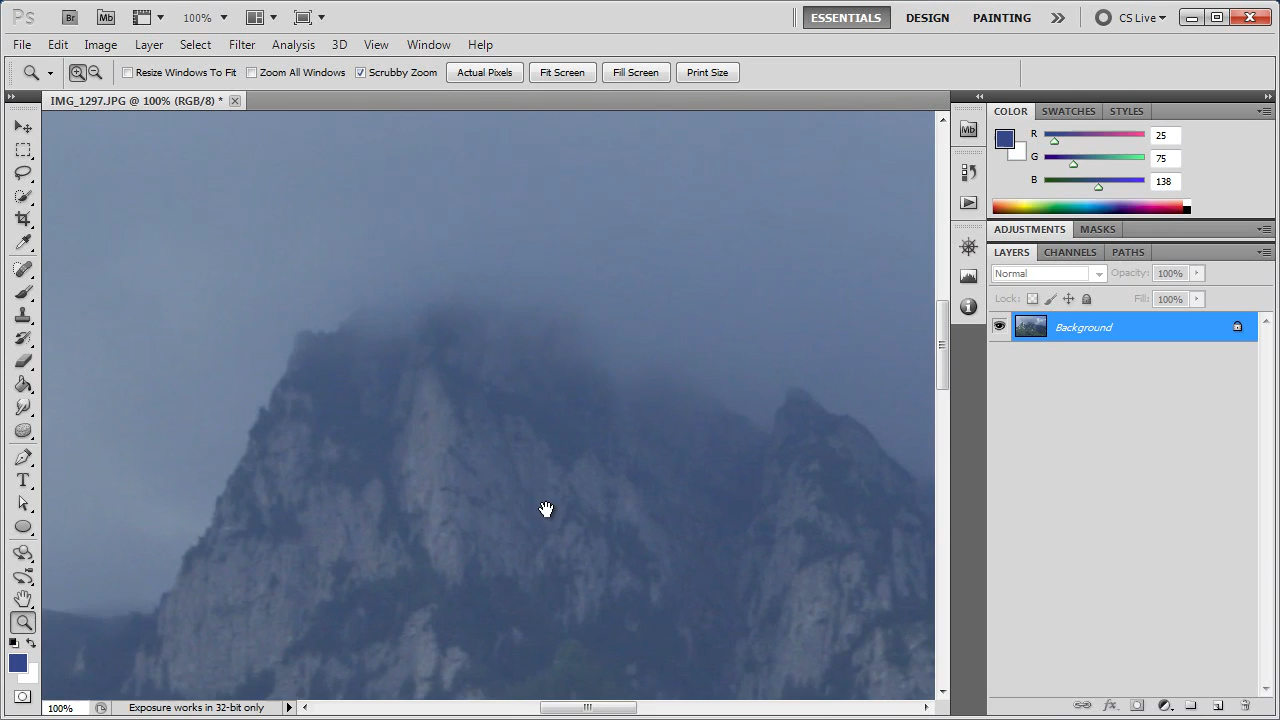 Ps Br Mb 100% ESSENTIALS DESIGN PAINTING CS Live
File Edit Image Layer Select Filter Analysis 3D View Window Help
Resize Windows To Fit Zoom All Windows Scrubby Zoom Actual Pixels Fit Screen Fill Screen Print Size
IMG_1297.JPG @ 100% (RGB/8) *
COLOR SWATCHES STYLES
Mb
R 25
G 75
B 138
ADJUSTMENTS MASKS
LAYERS CHANNELS PATHS
Normal Opacity: 100%
Lock: Fill: 100%
Background
T
fx
100% Exposure works in 32-bit only